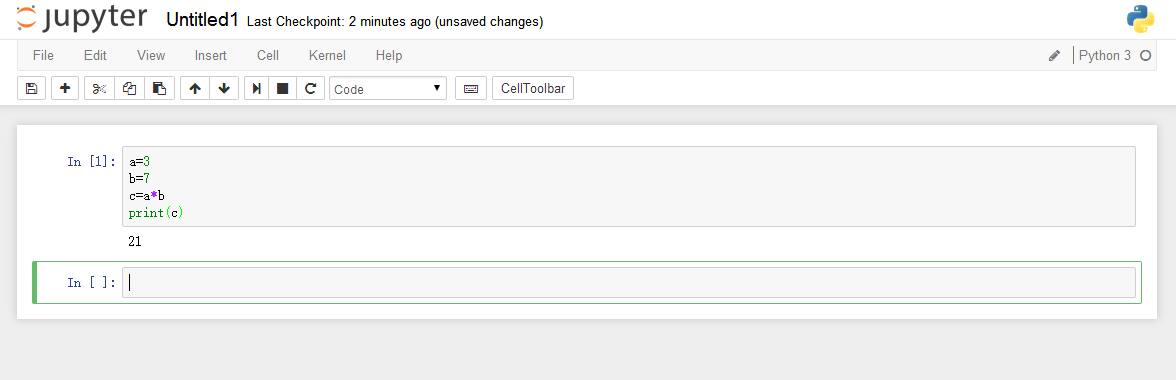 jupyter Untitled1 Last Checkpoint: 2 minutes ago (unsaved changes)
File Edit View Insert Cell Kernel Help Python 3
Code CellToolbar
In [1]: a=3
b=7
c=a*b
print(c)
21
In [ ]: